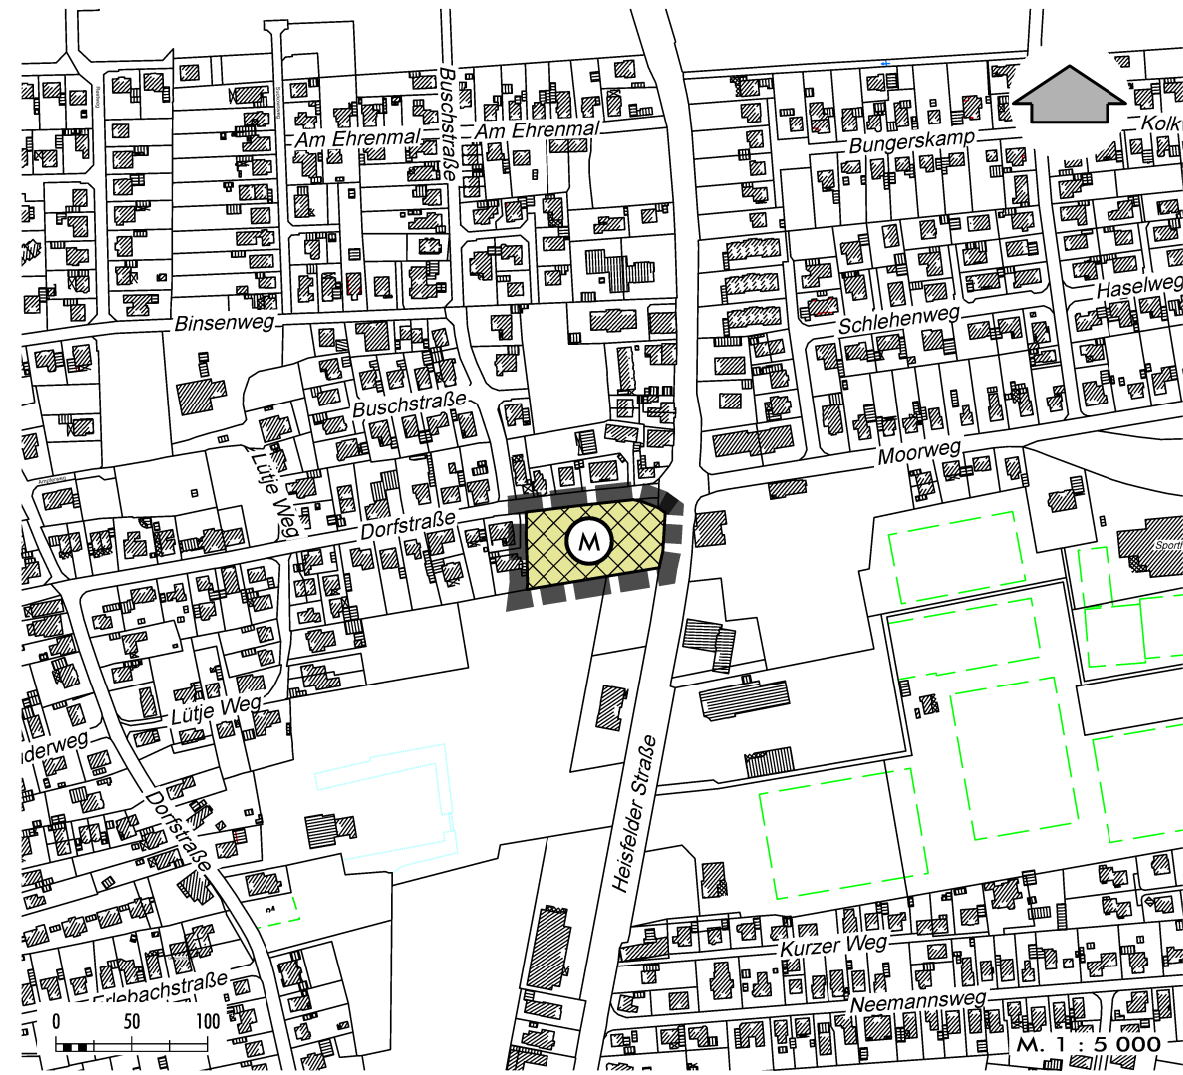 Buschstraße
Am Ehrenmal
Am Ehrenmal
Bungerskamp
Kolk
Haselweg
Binsenweg
Schlehenweg
Buschstraße
Moorweg
Lütje Weg
Dorfstraße
M
Sportf
Lütje Weg
derweg
Heisfelder Straße
Dorfstraße
Kurzer Weg
Erlebachstraße
Neemannsweg
0 50 100
M. 1 : 5 000